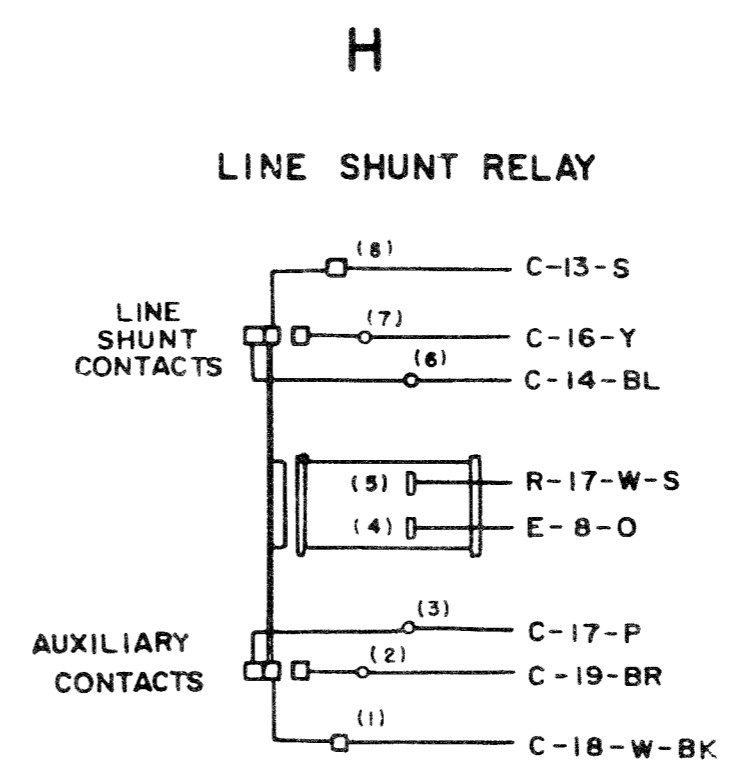 H
LINE SHUNT RELAY
(8) C-13-S
LINE
SHUNT
CONTACTS
(7) C-16-Y
(6) C-14-BL
(5) R-17-W-S
(4) E-8-O
(3) C-17-P
AUXILIARY
CONTACTS
(2) C-19-BR
(1) C-18-W-BK